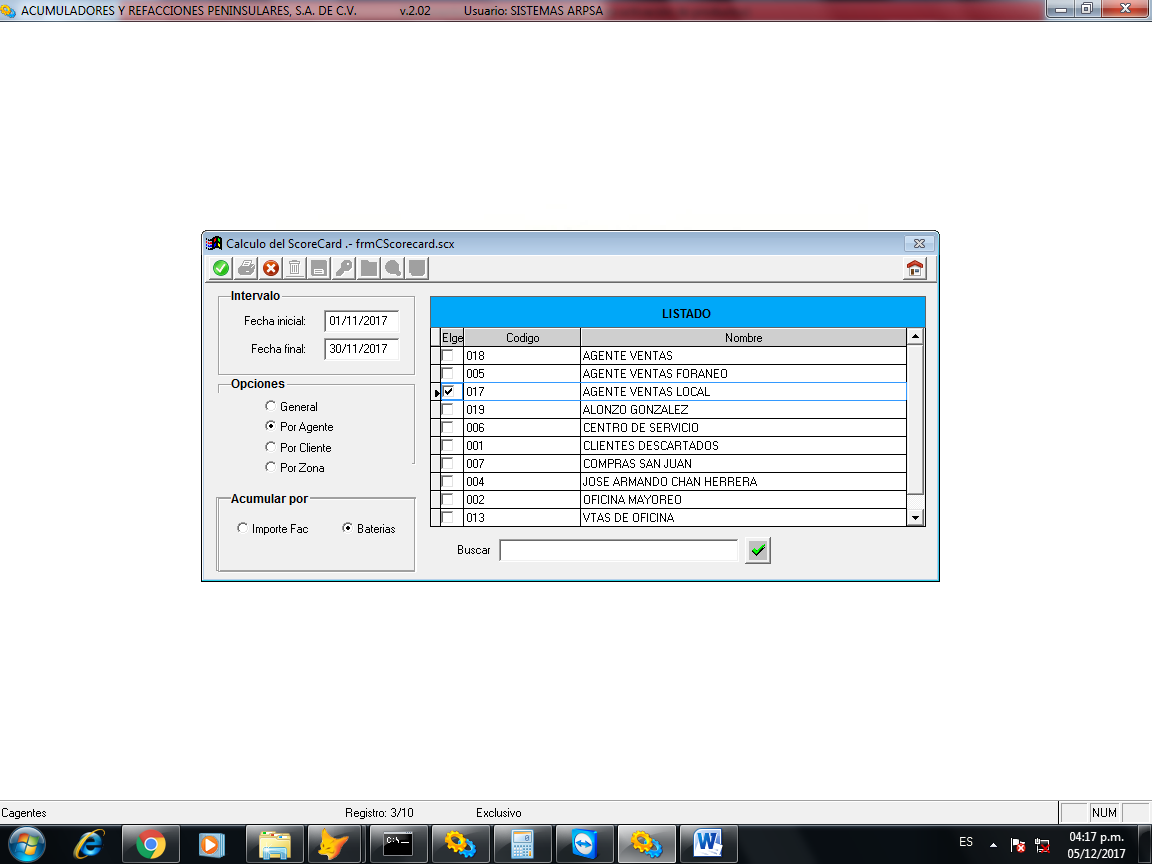 ACUMULADORES Y REFACCIONES PENINSULARES, S.A. DE C.V. v.2.02 Usuario: SISTEMAS ARPSA
Calculo del ScoreCard .- frmCScorecard.scx
Intervalo
Fecha inicial: 01/11/2017
Fecha final: 30/11/2017
Opciones
General
Por Agente
Por Cliente
Por Zona
Acumular por
Importe Fac Baterias
LISTADO
Elge Codigo Nombre
018 AGENTE VENTAS
005 AGENTE VENTAS FORANEO
017 AGENTE VENTAS LOCAL
019 ALONZO GONZALEZ
006 CENTRO DE SERVICIO
001 CLIENTES DESCARTADOS
007 COMPRAS SAN JUAN
004 JOSE ARMANDO CHAN HERRERA
002 OFICINA MAYOREO
013 VTAS DE OFICINA
Buscar
Cagentes Registro: 3/10 Exclusivo NUM
C:\_
ES 04:17 p.m.
05/12/2017